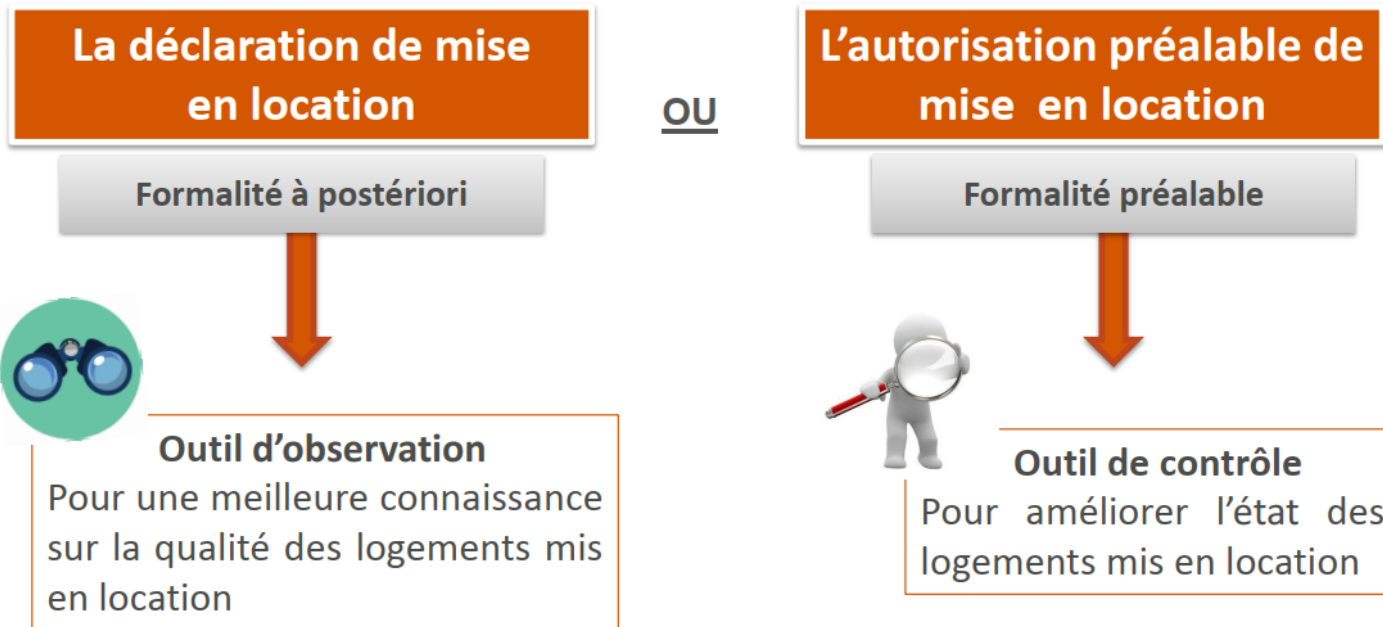 La déclaration de mise
en location
OU
L'autorisation préalable de
mise en location
Formalité à postériori
Formalité préalable
Outil d'observation
Pour une meilleure connaissance
sur la qualité des logements mis
en location
Outil de contrôle
Pour améliorer l'état des
logements mis en location